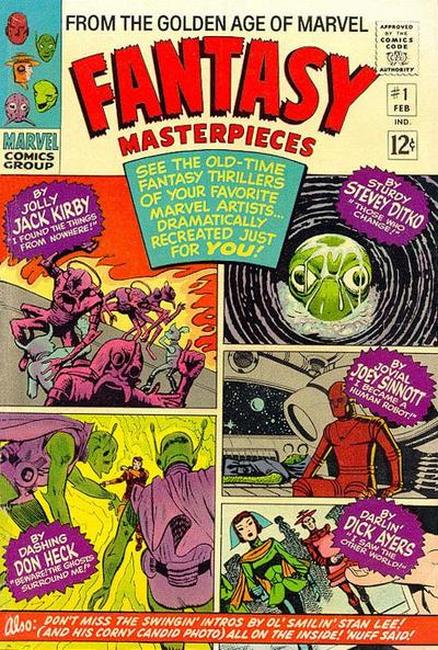 FROM THE GOLDEN AGE OF MARVEL
APPROVED
BY THE
COMICS
CODE
AUTHORITY
FANTASY
MASTERPIECES
#1
FEB
IND.
12¢
MARVEL
COMICS
GROUP
SEE THE OLD-TIME
FANTASY THRILLERS
OF YOUR FAVORITE
MARVEL ARTISTS...
DRAMATICALLY
RECREATED JUST
FOR YOU!
BY
JOLLY
JACK KIRBY
"I FOUND THE THINGS
FROM NOWHERE!"
BY
STURDY
STEVEY DITKO
"THOSE WHO
CHANGE!"
BY
JOVIAL
JOEY SINNOTT
"I BECAME A
HUMAN ROBOT!"
BY
DASHING
DON HECK
"BEWARE! THE GHOSTS
SURROUND ME!"
BY
DARLIN'
DICK AYERS
"I SAW THE
OTHER WORLD!"
Also: DON'T MISS THE SWINGIN' INTROS BY OL' SMILIN' STAN LEE!
(AND HIS CORNY CANDID PHOTO) ALL ON THE INSIDE! 'NUFF SAID!